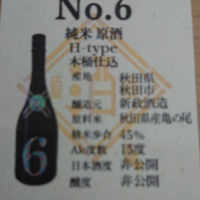 No.6
純米 原酒
H-type
木桶仕込
産地 秋田県
秋田市
醸造元 新政酒造
原料米 秋田県産亀の尾
精米歩合 45%
Alc度数 15度
日本酒度 非公開
酸度 非公開
6